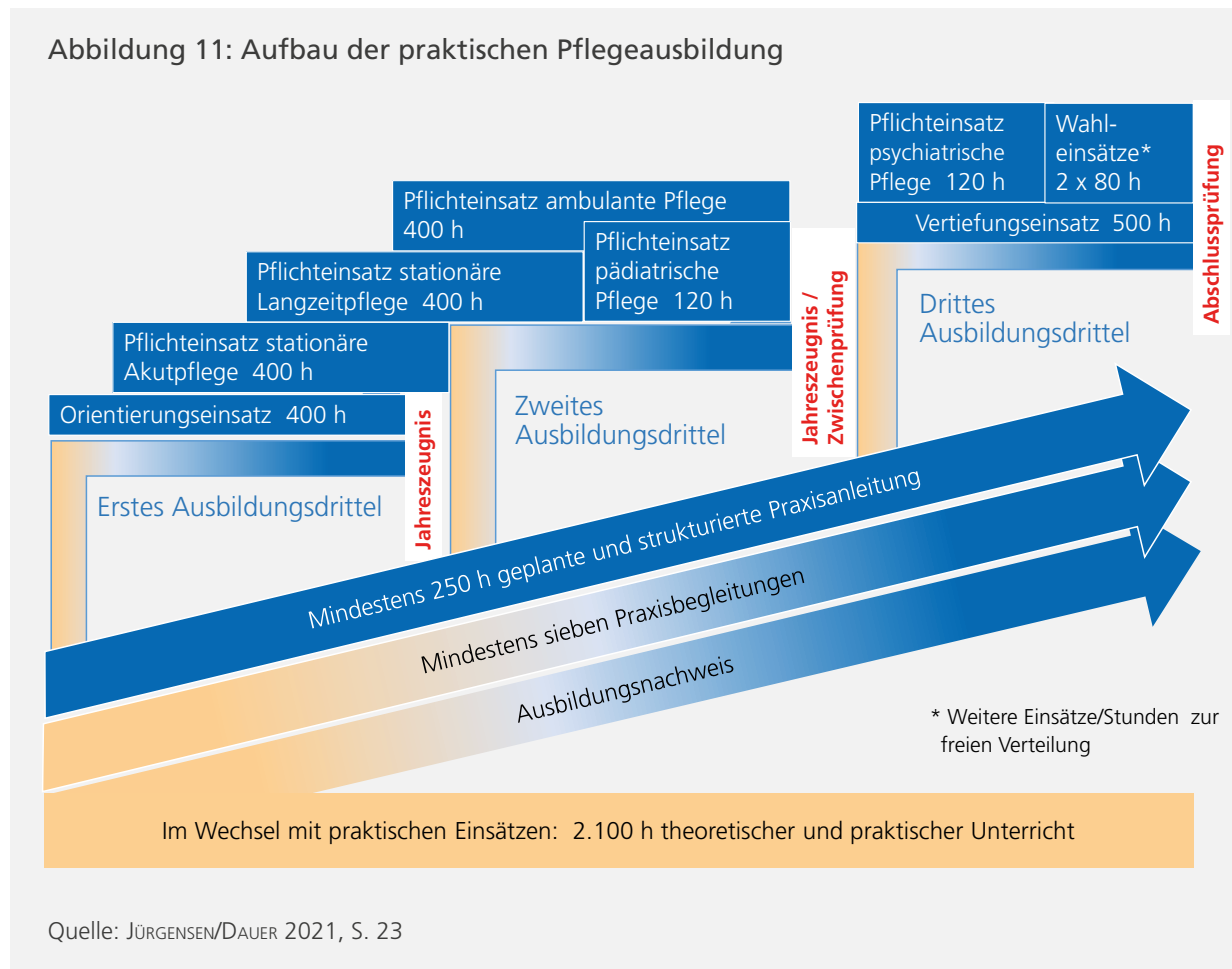 Abbildung 11: Aufbau der praktischen Pflegeausbildung
Pflichteinsatz
psychiatrische
Pflege 120 h
Wahl-
einsätze*
2 x 80 h
Vertiefungseinsatz 500 h
Abschlussprüfung
Pflichteinsatz ambulante Pflege
400 h
Pflichteinsatz
pädiatrische
Pflege 120 h
Pflichteinsatz stationäre
Langzeitpflege 400 h
Pflichteinsatz stationäre
Akutpflege 400 h
Orientierungseinsatz 400 h
Jahreszeugnis
Jahreszeugnis /
Zwischenprüfung
Erstes Ausbildungsdrittel
Zweites
Ausbildungsdrittel
Drittes
Ausbildungsdrittel
Mindestens 250 h geplante und strukturierte Praxisanleitung
Mindestens sieben Praxisbegleitungen
Ausbildungsnachweis
* Weitere Einsätze/Stunden zur
freien Verteilung
Im Wechsel mit praktischen Einsätzen: 2.100 h theoretischer und praktischer Unterricht
Quelle: Jürgensen/Dauer 2021, S. 23